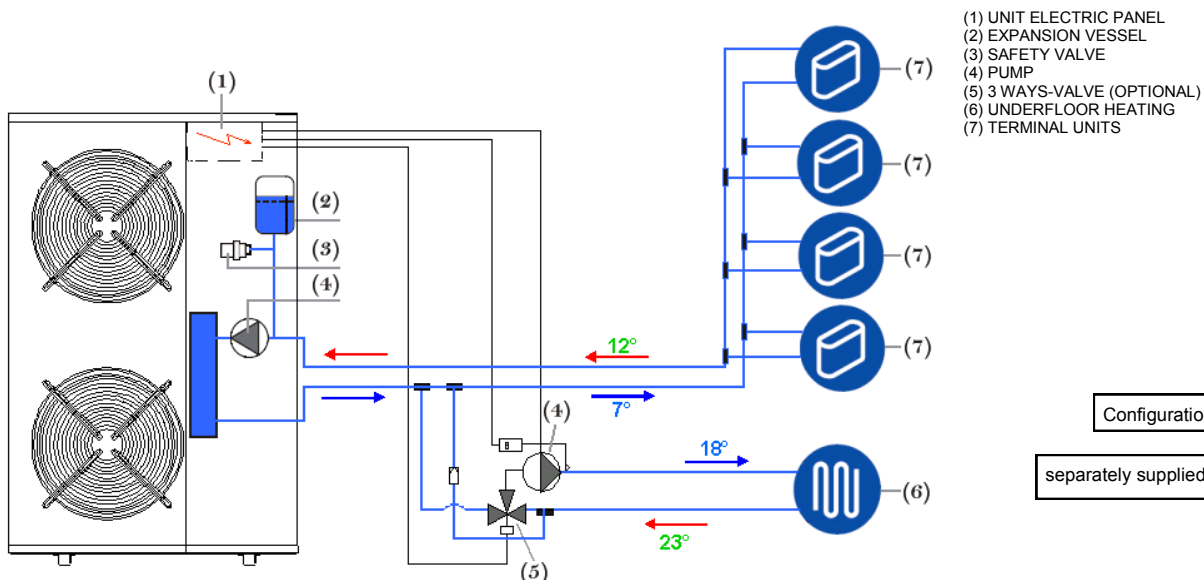 (1) UNIT ELECTRIC PANEL
(2) EXPANSION VESSEL
(3) SAFETY VALVE
(4) PUMP
(5) 3 WAYS-VALVE (OPTIONAL)
(6) UNDERFLOOR HEATING
(7) TERMINAL UNITS
(1)
(7)
(7)
(2)
(3)
(7)
(4)
12°
(7)
7°
Configuratio
(4)
18°
separately supplied
(6)
23°
(5)